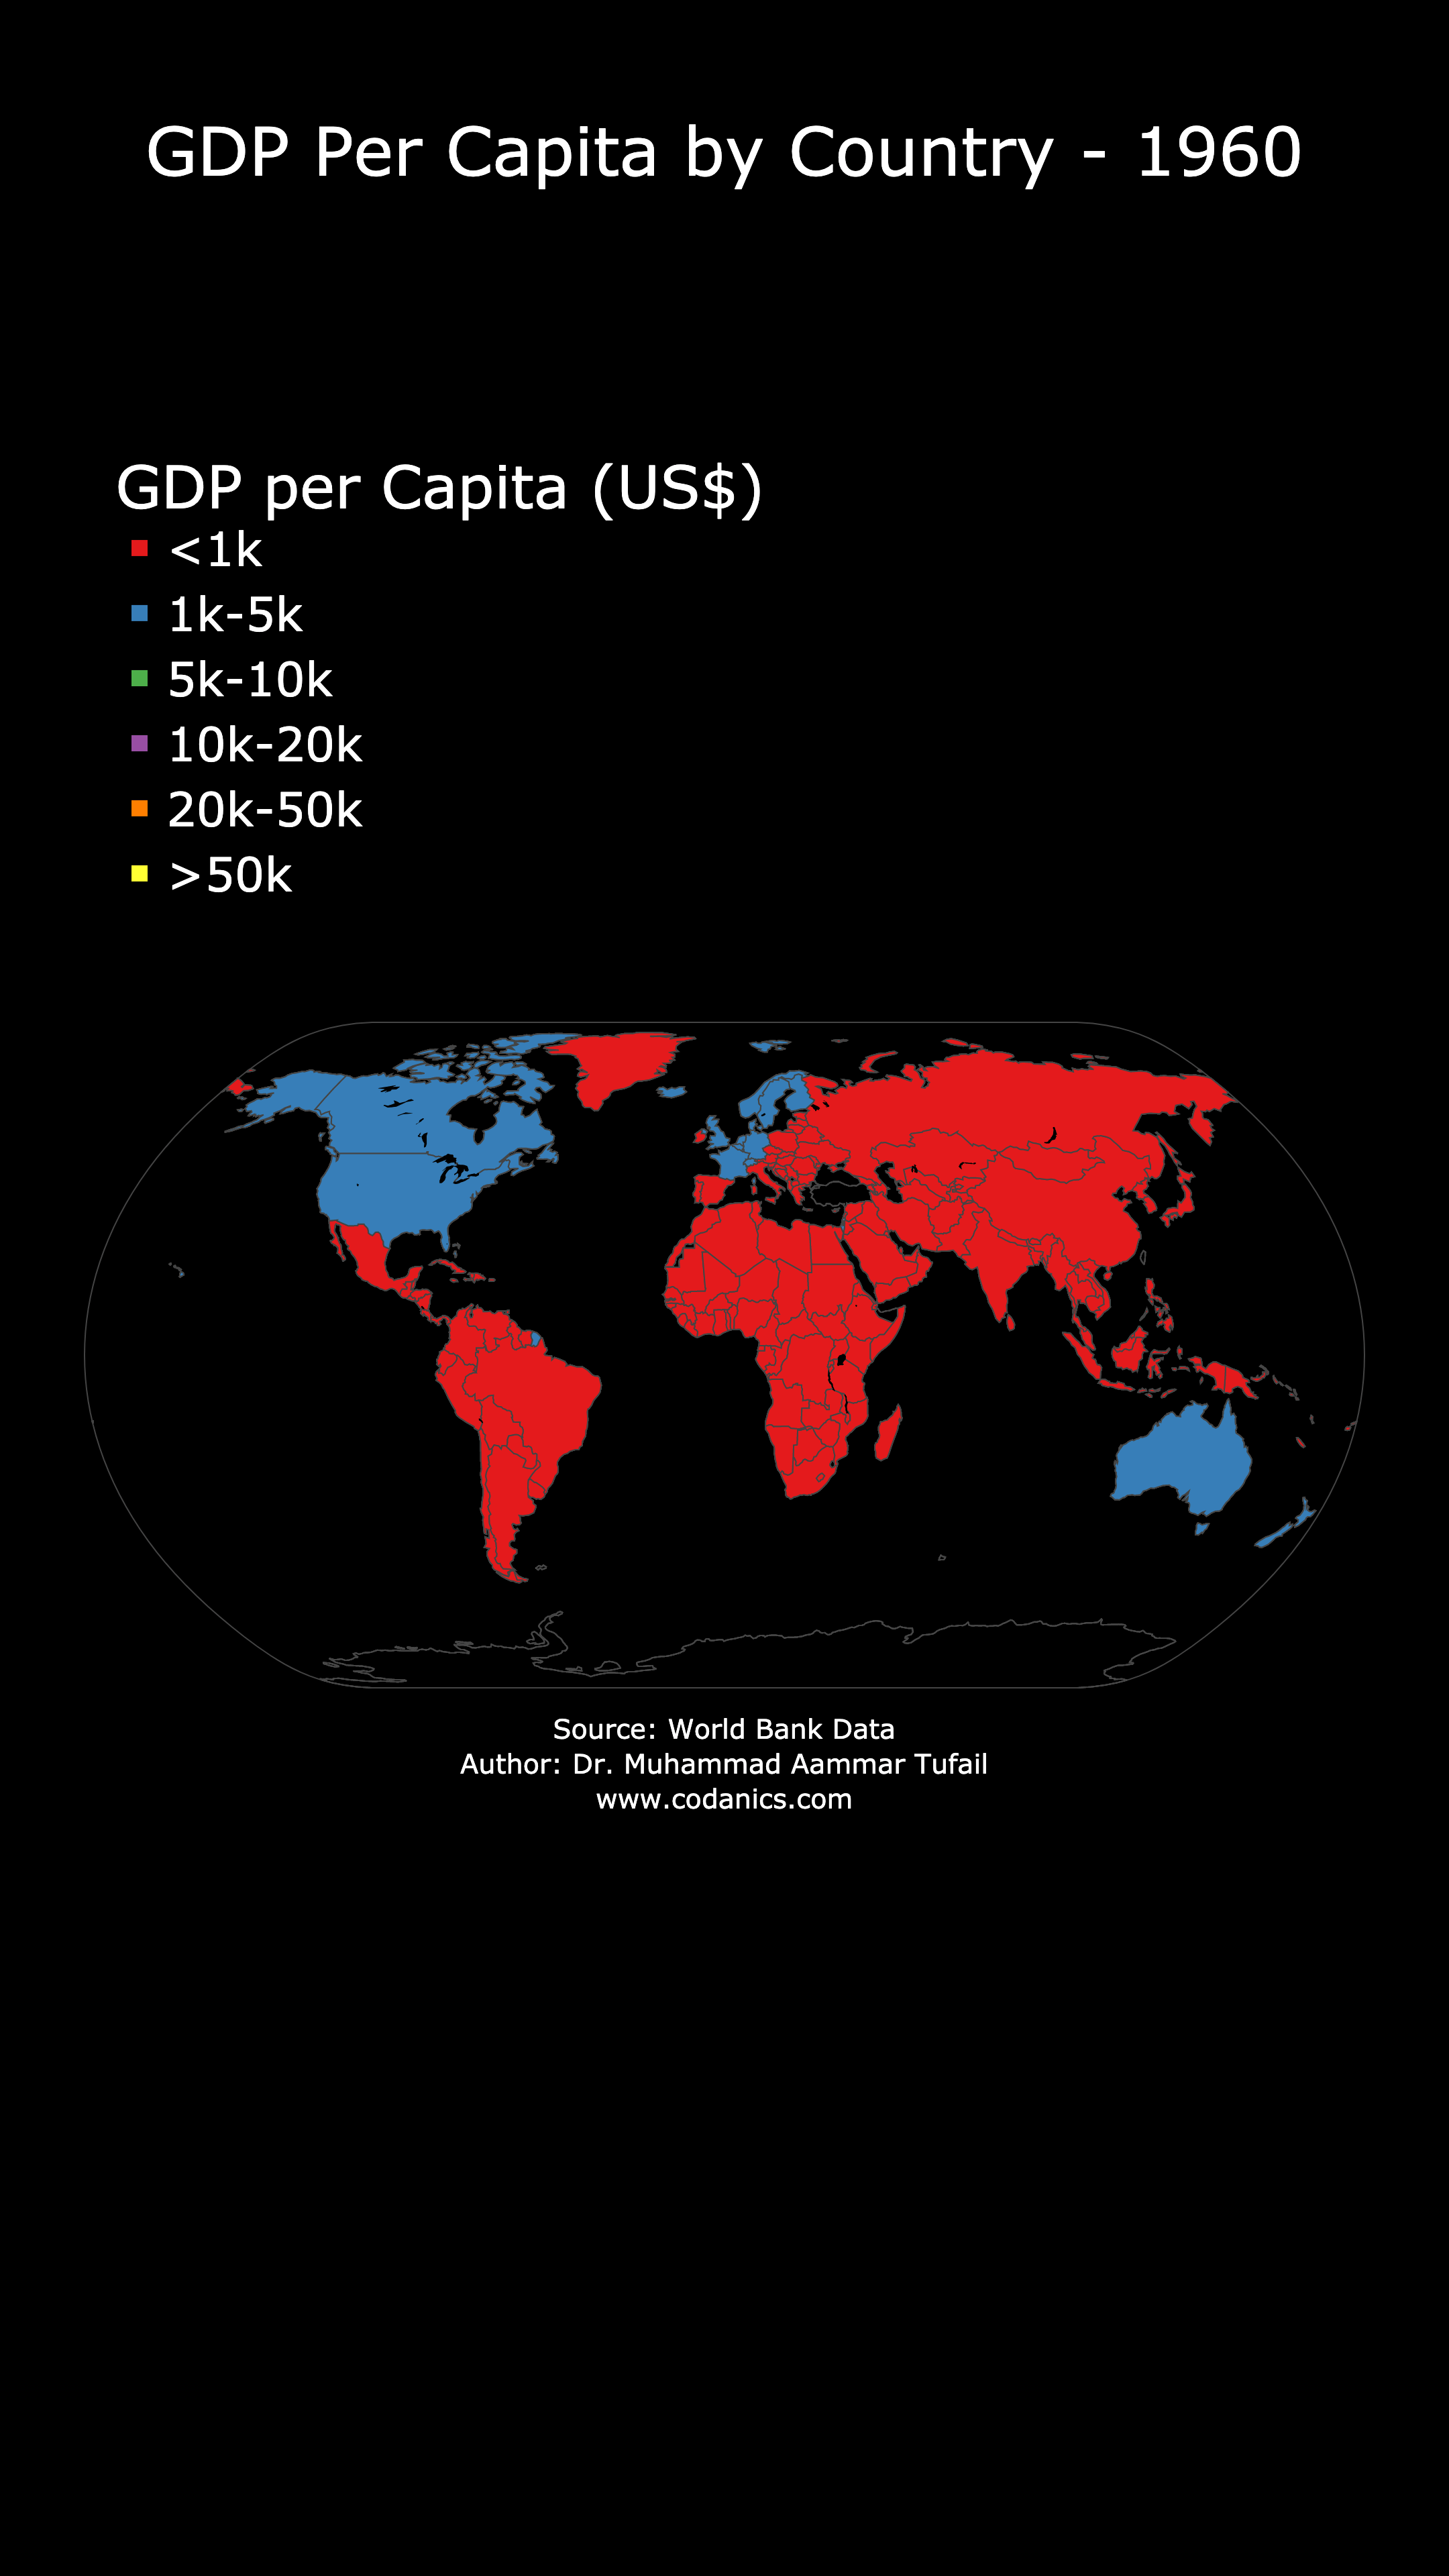 GDP Per Capita by Country - 1960
GDP per Capita (US$)
<1k
1k-5k
5k-10k
10k-20k
20k-50k
>50k
Source: World Bank Data
Author: Dr. Muhammad Aammar Tufail
www.codanics.com